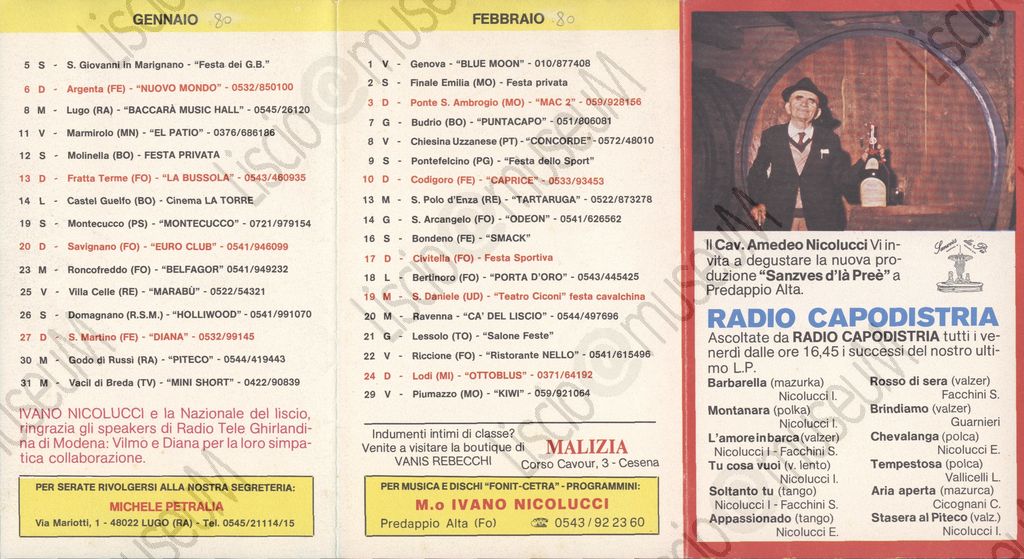 GENNAIO 80
5 S - S. Giovanni in Marignano - “Festa dei G.B.”
6 D - Argenta (FE) - “NUOVO MONDO” - 0532/850100
8 M - Lugo (RA) - “BACCARÀ MUSIC HALL” - 0545/26120
11 V - Marmirolo (MN) - “EL PATIO” - 0376/686186
12 S - Molinella (BO) - FESTA PRIVATA
13 D - Fratta Terme (FO) - “LA BUSSOLA” - 0543/460935
14 L - Castel Guelfo (BO) - Cinema LA TORRE
19 S - Montecucco (PS) - “MONTECUCCO” - 0721/979154
20 D - Savignano (FO) - “EURO CLUB” - 0541/946099
23 M - Roncofreddo (FO) - “BELFAGOR” 0541/949232
25 V - Villa Celle (RE) - “MARABÙ” - 0522/54321
26 S - Domagnano (R.S.M.) - “HOLLIWOOD” - 0541/991070
27 D - S. Martino (FE) - “DIANA” - 0532/99145
30 M - Godo di Russi (RA) - “PITECO” - 0544/419443
31 M - Vacil di Breda (TV) - “MINI SHORT” - 0422/90839
IVANO NICOLUCCI e la Nazionale del liscio,
ringrazia gli speakers di Radio Tele Ghirlandi-
na di Modena: Vilmo e Diana per la loro simpa-
tica collaborazione.
PER SERATE RIVOLGERSI ALLA NOSTRA SEGRETERIA:
MICHELE PETRALIA
Via Mariotti, 1 - 48022 LUGO (RA) - Tel. 0545/21114/15
FEBBRAIO 80
1 V - Genova - “BLUE MOON” - 010/877408
2 S - Finale Emilia (MO) - Festa privata
3 D - Ponte S. Ambrogio (MO) - “MAC 2” - 059/928156
7 G - Budrio (BO) - “PUNTACAPO” - 051/806081
8 V - Chiesina Uzzanese (PT) - “CONCORDE” - 0572/48010
9 S - Pontefelcino (PG) - “Festa dello Sport”
10 D - Codigoro (FE) - “CAPRICE” - 0533/93453
13 M - S. Polo d’Enza (RE) - “TARTARUGA” - 0522/873278
14 G - S. Arcangelo (FO) - “ODEON” - 0541/626562
16 S - Bondeno (FE) - “SMACK”
17 D - Civitella (FO) - Festa Sportiva
18 L - Bertinoro (FO) - “PORTA D’ORO” - 0543/445425
19 M - S. Daniele (UD) - “Teatro Ciconi” festa cavalchina
20 M - Ravenna - “CA’ DEL LISCIO” - 0544/497696
21 G - Lessolo (TO) - “Salone Feste”
22 V - Riccione (FO) - “Ristorante NELLO” - 0541/615496
24 D - Lodi (MI) - “OTTOBLUS” - 0371/64192
29 V - Piumazzo (MO) - “KIWI” - 059/921064
Indumenti intimi di classe?
Venite a visitare la boutique di MALIZIA
VANIS REBECCHI Corso Cavour, 3 - Cesena
PER MUSICA E DISCHI “FONIT-CETRA” - PROGRAMMINI:
M.o IVANO NICOLUCCI
Predappio Alta (Fo) ☎ 0543 / 92 23 60
Il Cav. Amedeo Nicolucci Vi in-
vita a degustare la nuova pro-
duzione “Sanzves d’là Preè” a
Predappio Alta.
RADIO CAPODISTRIA
Ascoltate da RADIO CAPODISTRIA tutti i ve-
nerdì dalle ore 16,45 i successi del nostro ulti-
mo L.P.
Barbarella (mazurka)
Nicolucci I.
Montanara (polka)
Nicolucci I.
L’amore in barca (valzer)
Nicolucci I - Facchini S.
Tu cosa vuoi (v. lento)
Nicolucci I.
Soltanto tu (tango)
Nicolucci I - Facchini S.
Appassionado (tango)
Nicolucci E.
Rosso di sera (valzer)
Facchini S.
Brindiamo (valzer)
Guarnieri
Chevalanga (polca)
Nicolucci E.
Tempestosa (polca)
Vallicelli L.
Aria aperta (mazurca)
Cicognani C.
Stasera al Piteco (valz.)
Nicolucci I.
Liscio@museuM